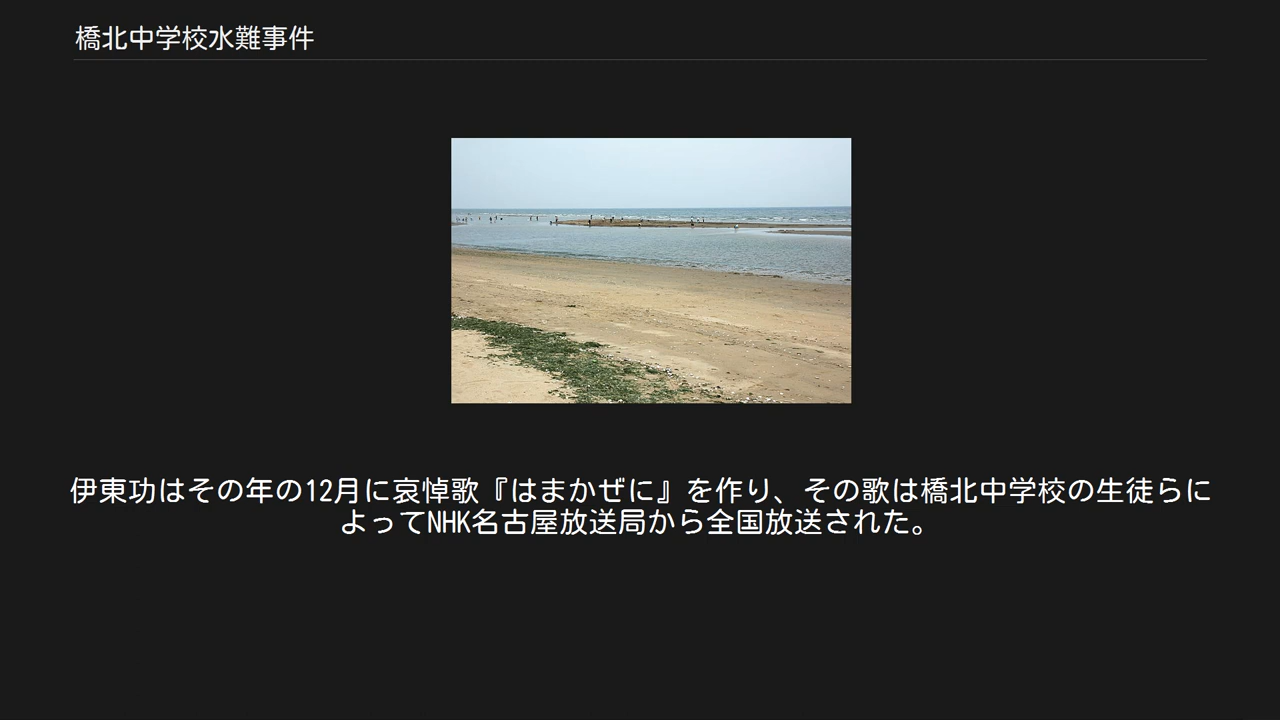 橋北中学校水難事件
伊東功はその年の12月に哀悼歌『はまかぜに』を作り、その歌は橋北中学校の生徒らに
よってNHK名古屋放送局から全国放送された。